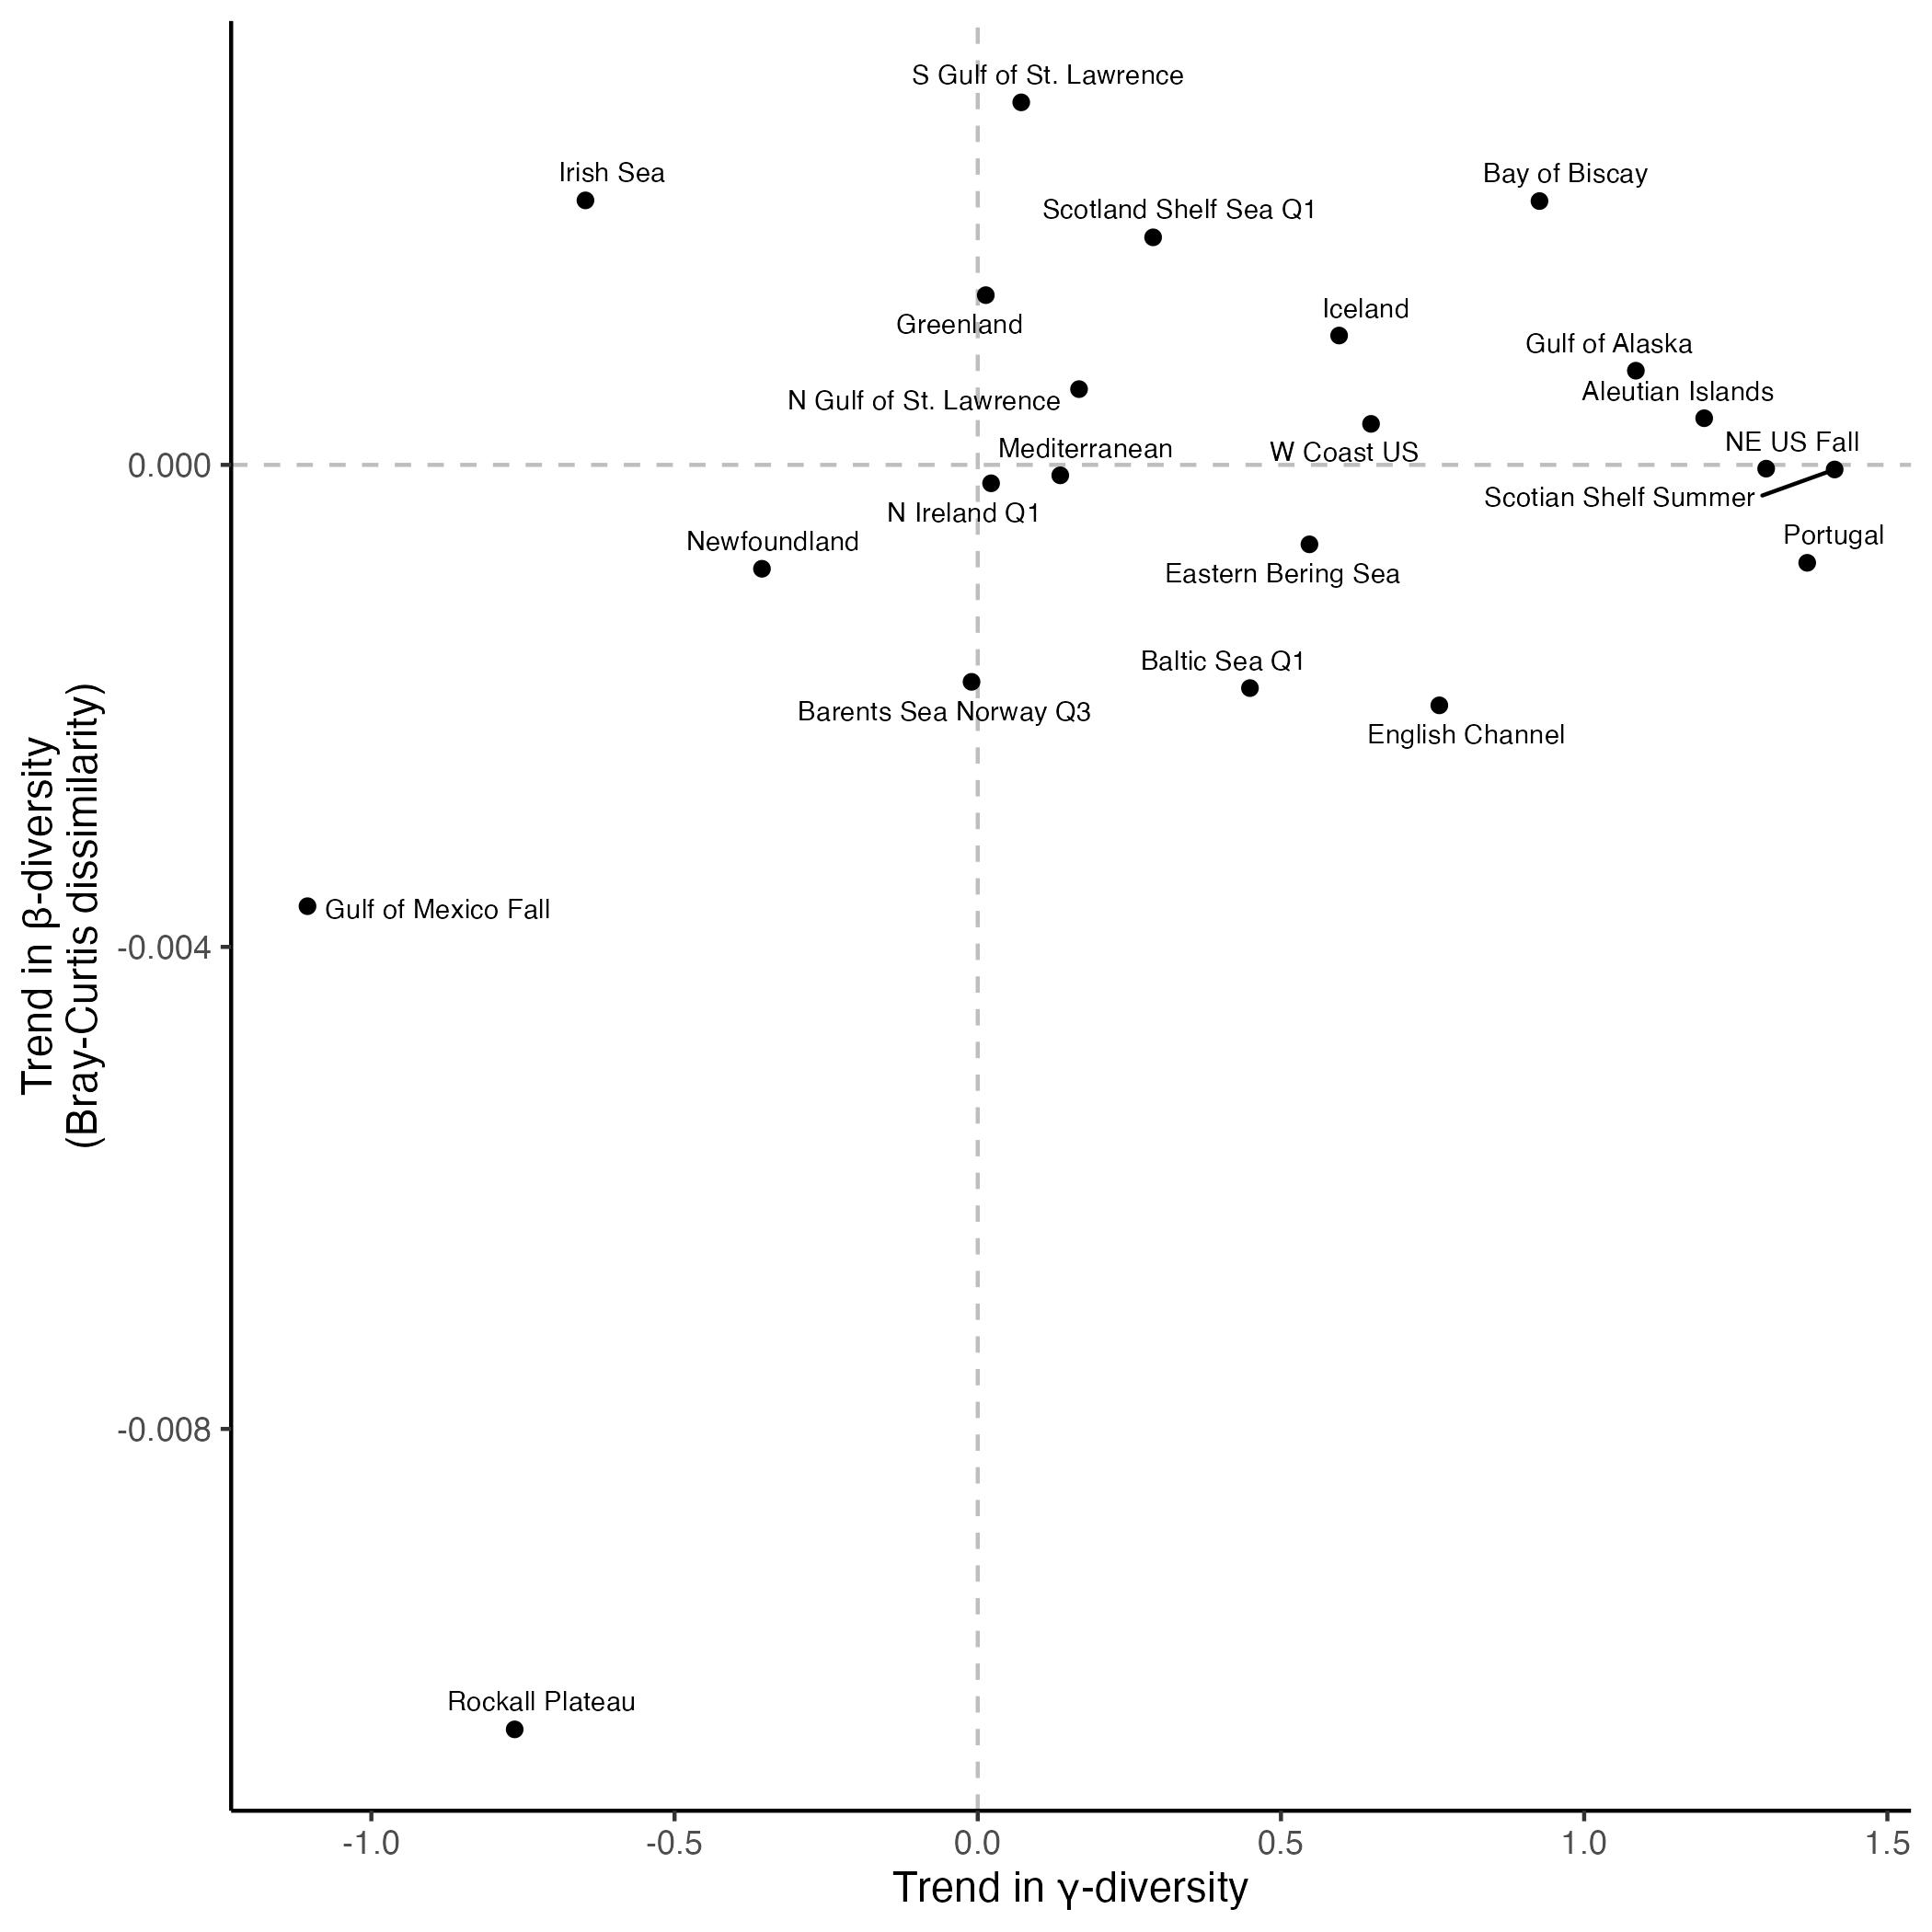 S Gulf of St. Lawrence
Irish Sea
Bay of Biscay
Scotland Shelf Sea Q1
Iceland
Greenland
Gulf of Alaska
Aleutian Islands
N Gulf of St. Lawrence
NE US Fall
Mediterranean
W Coast US
0.000
Scotian Shelf Summer
N Ireland Q1
Portugal
Newfoundland
Eastern Bering Sea
Baltic Sea Q1
Barents Sea Norway Q3
English Channel
Gulf of Mexico Fall
-0.004
Trend in β-diversity
(Bray-Curtis dissimilarity)
-0.008
Rockall Plateau
-1.0 -0.5 0.0 0.5 1.0 1.5
Trend in γ-diversity